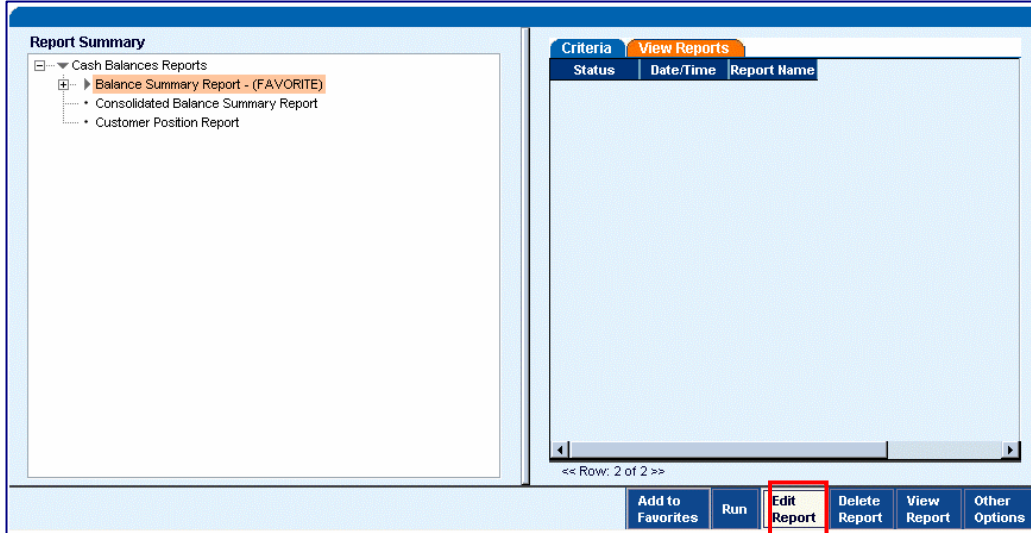 Report Summary
Cash Balances Reports
Balance Summary Report - (FAVORITE)
Consolidated Balance Summary Report
Customer Position Report
Criteria
View Reports
Status
Date/Time
Report Name
<< Row: 2 of 2 >>
Add to
Favorites
Run
Edit
Report
Delete
Report
View
Report
Other
Options